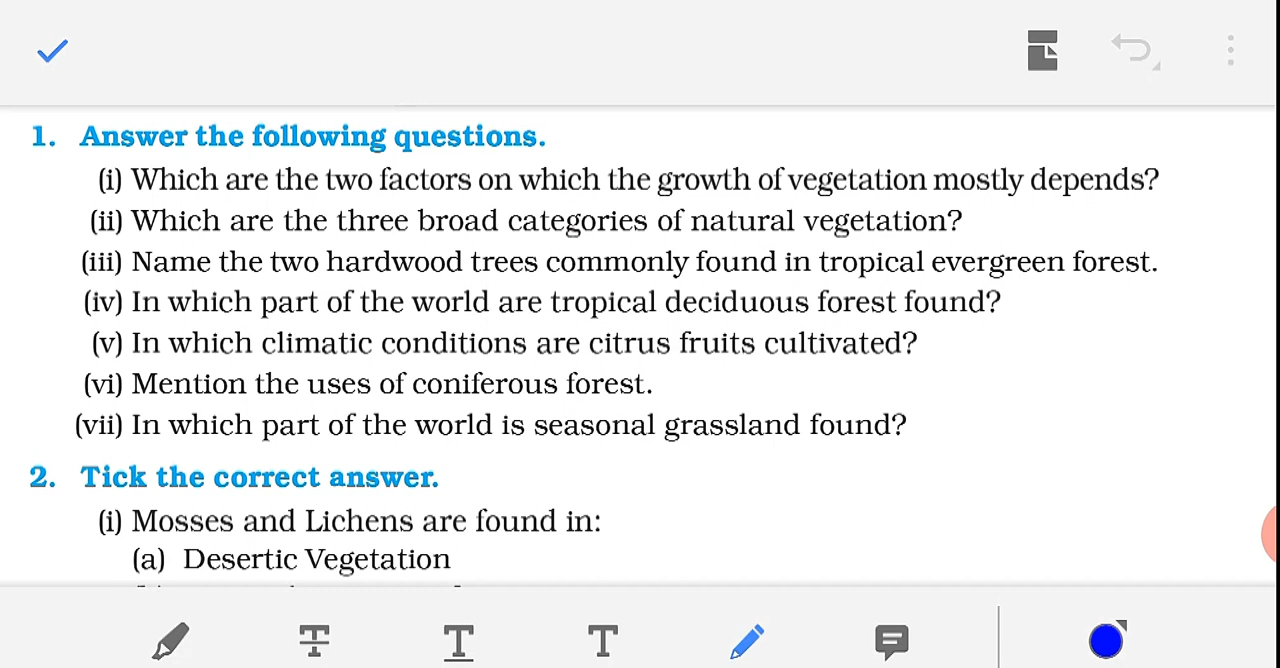 1. Answer the following questions.
(i) Which are the two factors on which the growth of vegetation mostly depends?
(ii) Which are the three broad categories of natural vegetation?
(iii) Name the two hardwood trees commonly found in tropical evergreen forest.
(iv) In which part of the world are tropical deciduous forest found?
(v) In which climatic conditions are citrus fruits cultivated?
(vi) Mention the uses of coniferous forest.
(vii) In which part of the world is seasonal grassland found?
2. Tick the correct answer.
(i) Mosses and Lichens are found in:
(a) Desertic Vegetation
T T T